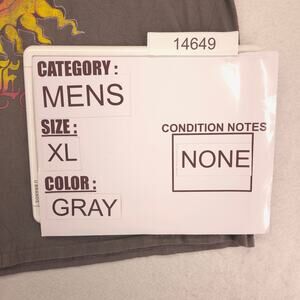 14649
CATEGORY :
MENS
SIZE :
XL
COLOR :
GRAY
CONDITION NOTES
NONE